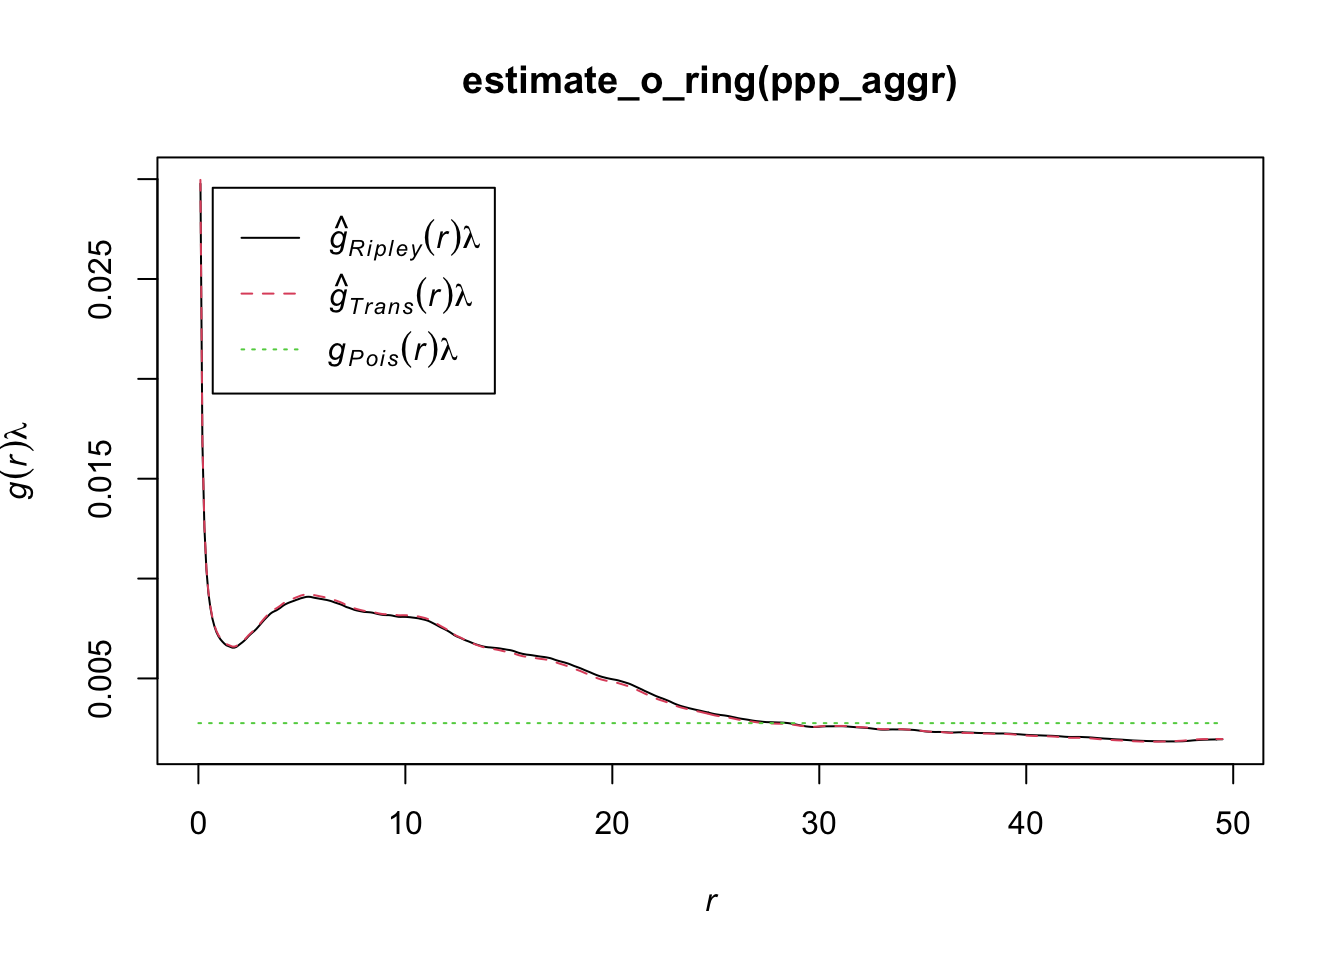 estimate_o_ring(ppp_aggr)
ĝRipley(r)λ
ĝTrans(r)λ
gPois(r)λ
g(r)λ
0.025
0.015
0.005
0 10 20 30 40 50
r